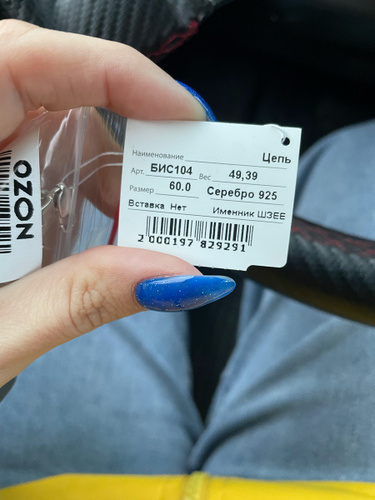 Наименование Цепь
Арт. БИС104 Вес 49,39
Размер 60.0 Серебро 925
Вставка Нет Именник ШЗЕЕ
2 000197 829291
OZON